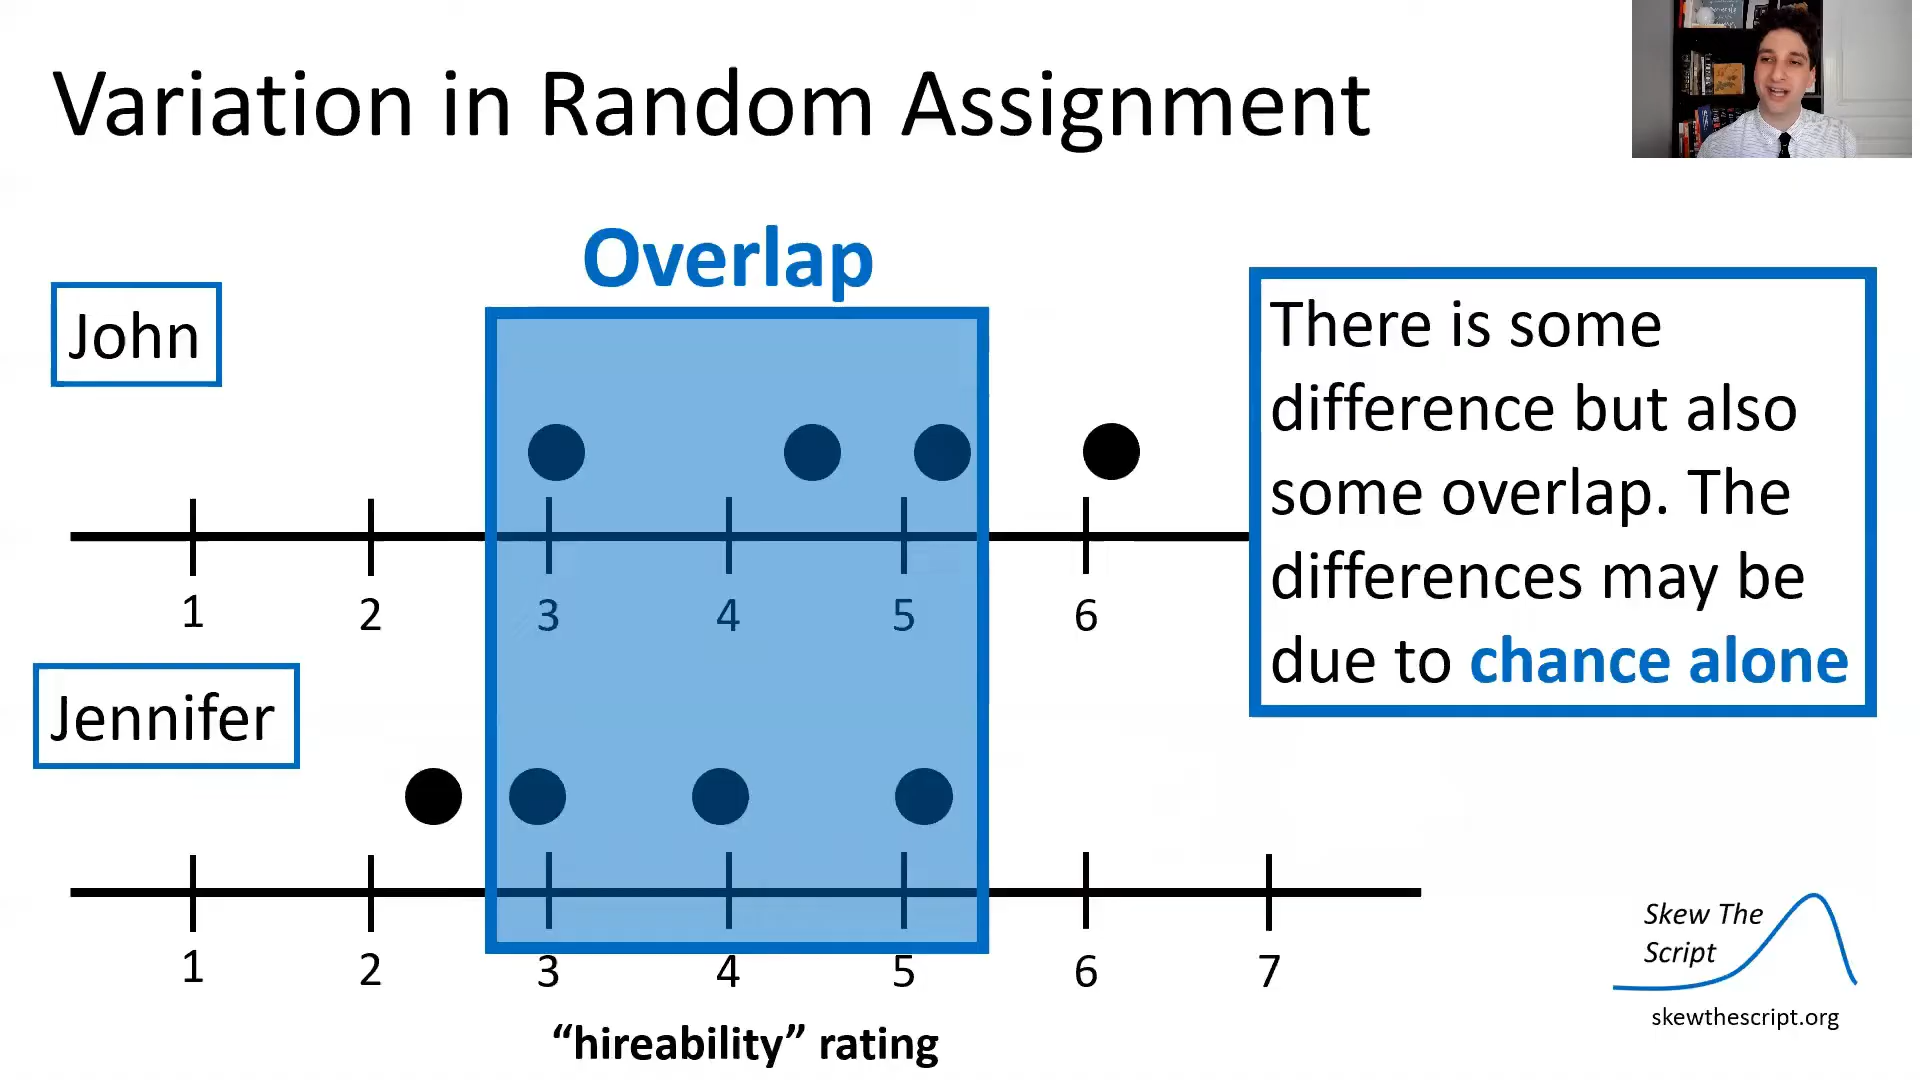 Variation in Random Assignment
Overlap
John
1 2 3 4 5 6
There is some
difference but also
some overlap. The
differences may be
due to chance alone
Jennifer
1 2 3 4 5 6 7
“hireability” rating
Skew The
Script
skewthescript.org